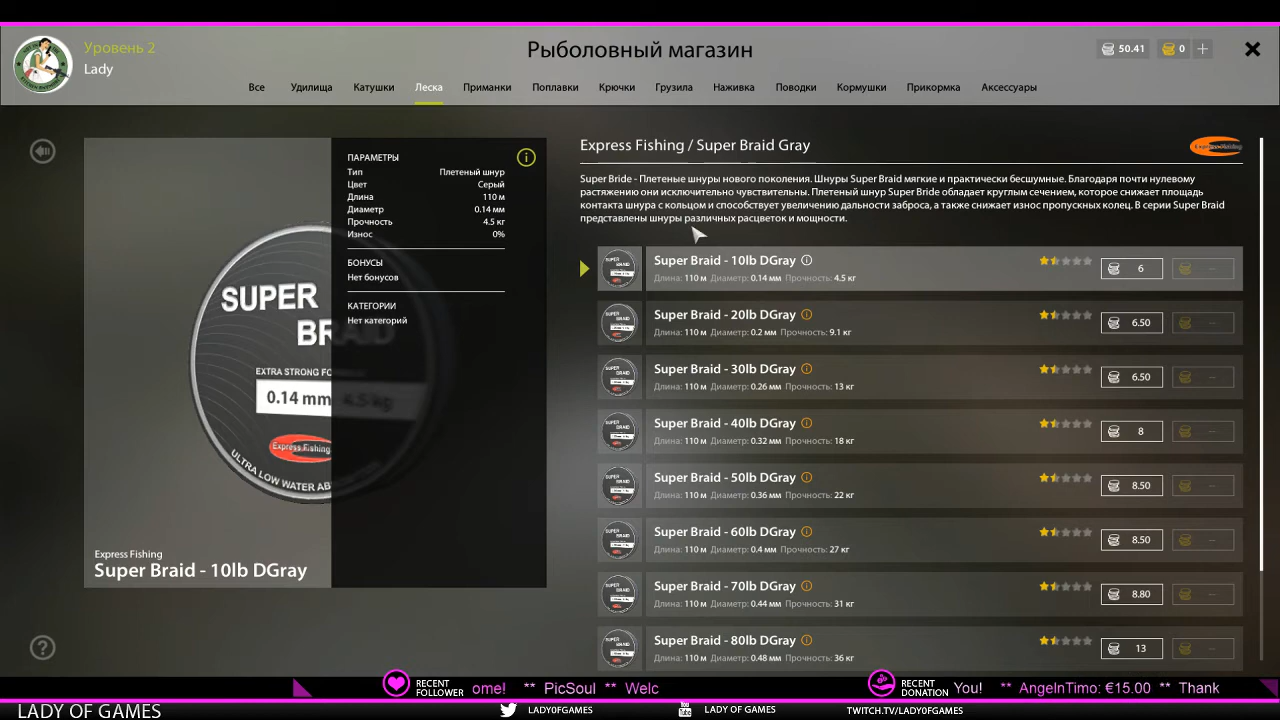 Уровень 2
Lady
Рыболовный магазин
50.41
0
Все Удилища Катушки Леска Приманки Поплавки Крючки Грузила Наживка Поводки Кормушки Прикормка Аксессуары
ПАРАМЕТРЫ
Тип Плетеный шнур
Цвет Серый
Длина 110 м
Диаметр 0.14 мм
Прочность 4.5 кг
Износ 0%
БОНУСЫ
Нет бонусов
КАТЕГОРИИ
Нет категорий
SUPER
BRAID
EXTRA STRONG FO
0.14 mm 4.5 kg
Express Fishing
ULTRA LOW WATER AB
Express Fishing
Super Braid - 10lb DGray
Express Fishing / Super Braid Gray
Express-Fishing
Super Bride - Плетеные шнуры нового поколения. Шнуры Super Braid мягкие и практически бесшумные. Благодаря почти нулевому
растяжению они исключительно чувствительны. Плетеный шнур Super Bride обладает круглым сечением, которое снижает площадь
контакта шнура с кольцом и способствует увеличению дальности заброса, а также снижает износ пропускных колец. В серии Super Braid
представлены шнуры различных расцветок и мощности.
Super Braid - 10lb DGray
Длина: 110 м Диаметр: 0.14 мм Прочность: 4.5 кг
6 --
Super Braid - 20lb DGray
Длина: 110 м Диаметр: 0.2 мм Прочность: 9.1 кг
6.50 --
Super Braid - 30lb DGray
Длина: 110 м Диаметр: 0.26 мм Прочность: 13 кг
6.50 --
Super Braid - 40lb DGray
Длина: 110 м Диаметр: 0.32 мм Прочность: 18 кг
8 --
Super Braid - 50lb DGray
Длина: 110 м Диаметр: 0.36 мм Прочность: 22 кг
8.50 --
Super Braid - 60lb DGray
Длина: 110 м Диаметр: 0.4 мм Прочность: 27 кг
8.50 --
Super Braid - 70lb DGray
Длина: 110 м Диаметр: 0.44 мм Прочность: 31 кг
8.80 --
Super Braid - 80lb DGray
Длина: 110 м Диаметр: 0.48 мм Прочность: 36 кг
13 --
RECENT
FOLLOWER
ome! ** PicSoul ** Welc
RECENT
DONATION
You! ** AngelnTimo: €15.00 ** Thank
LADY OF GAMES
LADY0FGAMES
LADY OF GAMES
TWITCH.TV/LADY0FGAMES